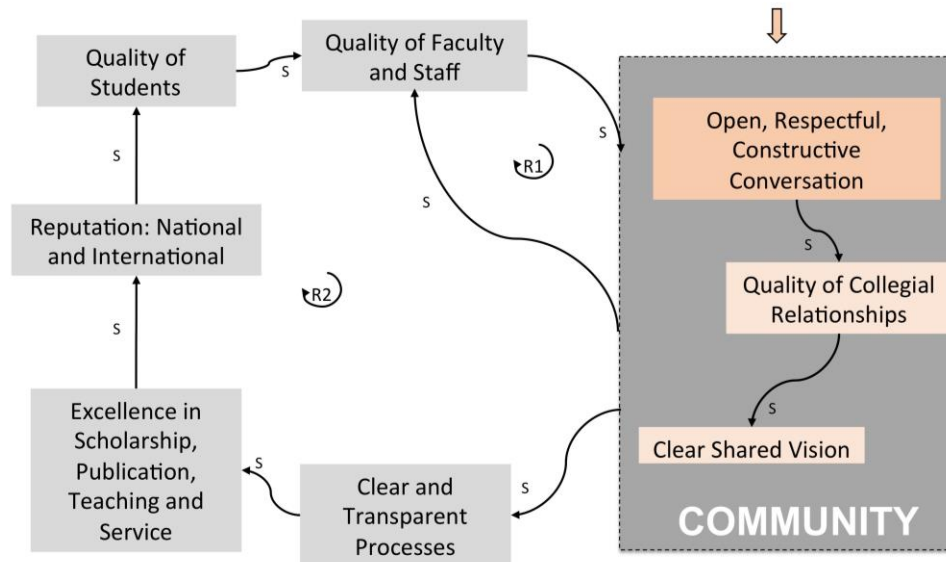 Quality of
Students
S
Quality of Faculty
and Staff
S
Open, Respectful,
Constructive
Conversation
S
R1
S
S
Reputation: National
and International
S
Quality of Collegial
Relationships
R2
S
S
Clear Shared Vision
Excellence in
Scholarship,
Publication,
Teaching and
Service
S
Clear and
Transparent
Processes
S
COMMUNITY